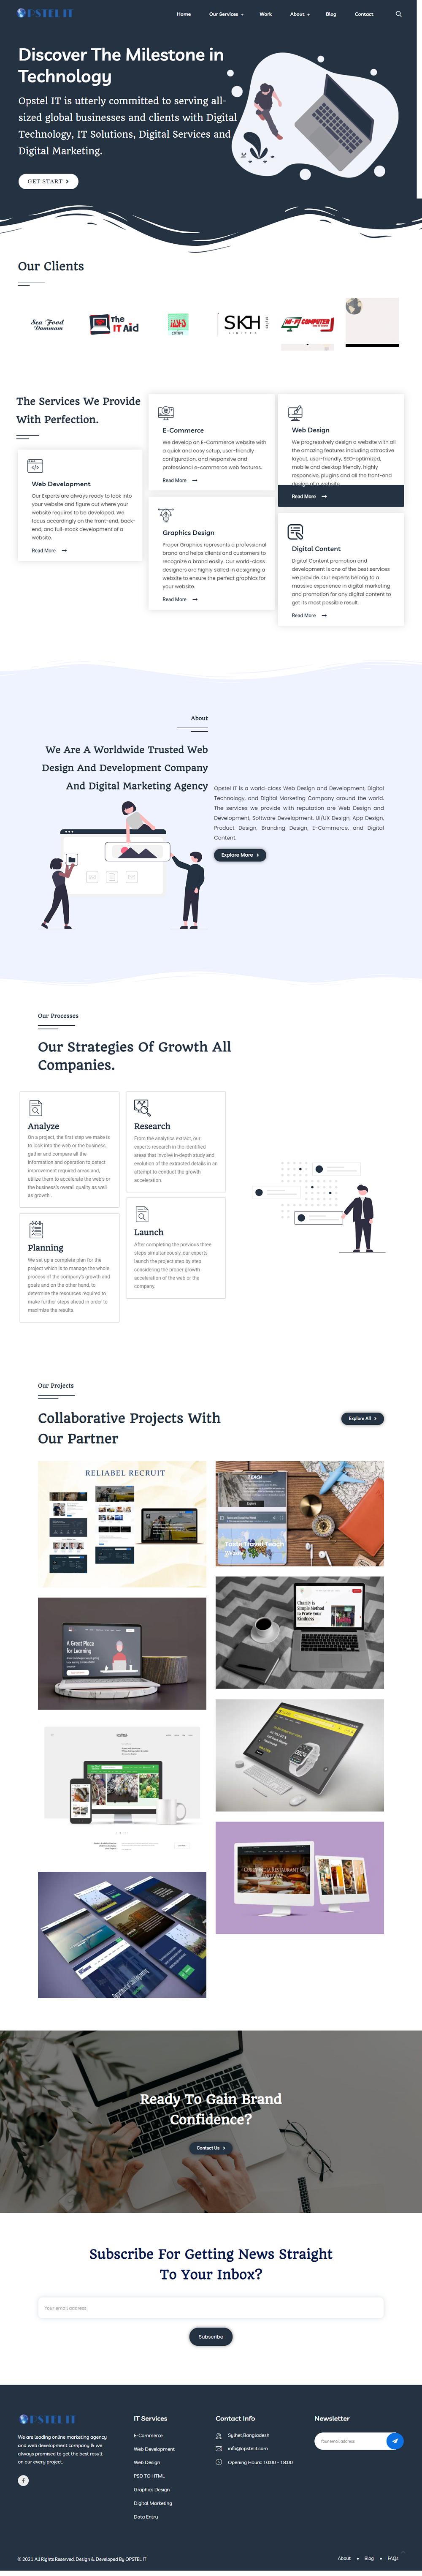 OPSTEL IT
Home Our Services + Work About + Blog Contact
Discover The Milestone in
Technology
Opstel IT is utterly committed to serving all-
sized global businesses and clients with Digital
Technology, IT Solutions, Digital Services and
Digital Marketing.
GET START
Our Clients
Sea Food
Dammam
The
IT Aid
SKH
LIMITED
HI-FI COMPUTER
The Services We Provide
With Perfection.
Web Development
Our Experts are always ready to look into
your website and figure out where your
website requires to be developed. We
focus accordingly on the front-end, back-
end, and full-stack development of a
website.
Read More
E-Commerce
We develop an E-Commerce website with
a quick and easy setup, user-friendly
configuration, and responsive and
professional e-commerce web features.
Read More
Graphics Design
Proper Graphics represents a professional
brand and helps clients and customers to
recognize a brand easily. Our world-class
designers are highly skilled in designing a
website to ensure the perfect graphics for
your website.
Read More
Web Design
We progressively design a website with all
the amazing features including attractive
layout, user-friendly, SEO-optimized,
mobile and desktop friendly, highly
responsive, plugins and all the front-end
design of a website.
Read More
Digital Content
Digital Content promotion and
development is one of the best services
we provide. Our experts belong to a
massive experience in digital marketing
and promotion for any digital content to
get its most possible result.
Read More
About
We Are A Worldwide Trusted Web
Design And Development Company
And Digital Marketing Agency
Opstel IT is a world-class Web Design and Development, Digital
Technology, and Digital Marketing Company around the world.
The services we provide with reputation are Web Design and
Development, Software Development, UI/UX Design, App Design,
Product Design, Branding Design, E-Commerce, and Digital
Content.
Explore More
Our Processes
Our Strategies Of Growth All
Companies.
Analyze
On a project, the first step we make is
to look into the web or the business,
gather and compare all the
information and operation to detect
improvement required areas and,
utilize them to accelerate the web's or
the business's overall quality as well
as growth .
Planning
We set up a complete plan for the
project which is to manage the whole
process of the company's growth and
goals and on the other hand, to
determine the resources required to
make further steps ahead in order to
maximize the results.
Research
From the analytics extract, our
experts research in the identified
areas that involve in-depth study and
evolution of the extracted details in an
attempt to conduct the growth
acceleration.
Launch
After completing the previous three
steps simultaneously, our experts
launch the project step by step
considering the proper growth
acceleration of the web or the
company.
Our Projects
Collaborative Projects With
Our Partner
Explore All
RELIABEL RECRUIT
TEACH
A Great Place
for Learning
Charity is
Simple Method
to Prove your
Kindness
Ready To Gain Brand
Confidence?
Contact Us
Subscribe For Getting News Straight
To Your Inbox?
Your email address
Subscribe
OPSTEL IT
We are leading online marketing agency
and web development company & we
always promised to get the best result
on our every project.
IT Services
E-Commerce
Web Development
Web Design
PSD TO HTML
Graphics Design
Digital Marketing
Data Entry
Contact Info
Sylhet,Bangladesh
info@opstelit.com
Opening Hours: 10:00 - 18:00
Newsletter
Your email address
© 2021 All Rights Reserved. Design & Developed By OPSTEL IT
About Blog FAQs